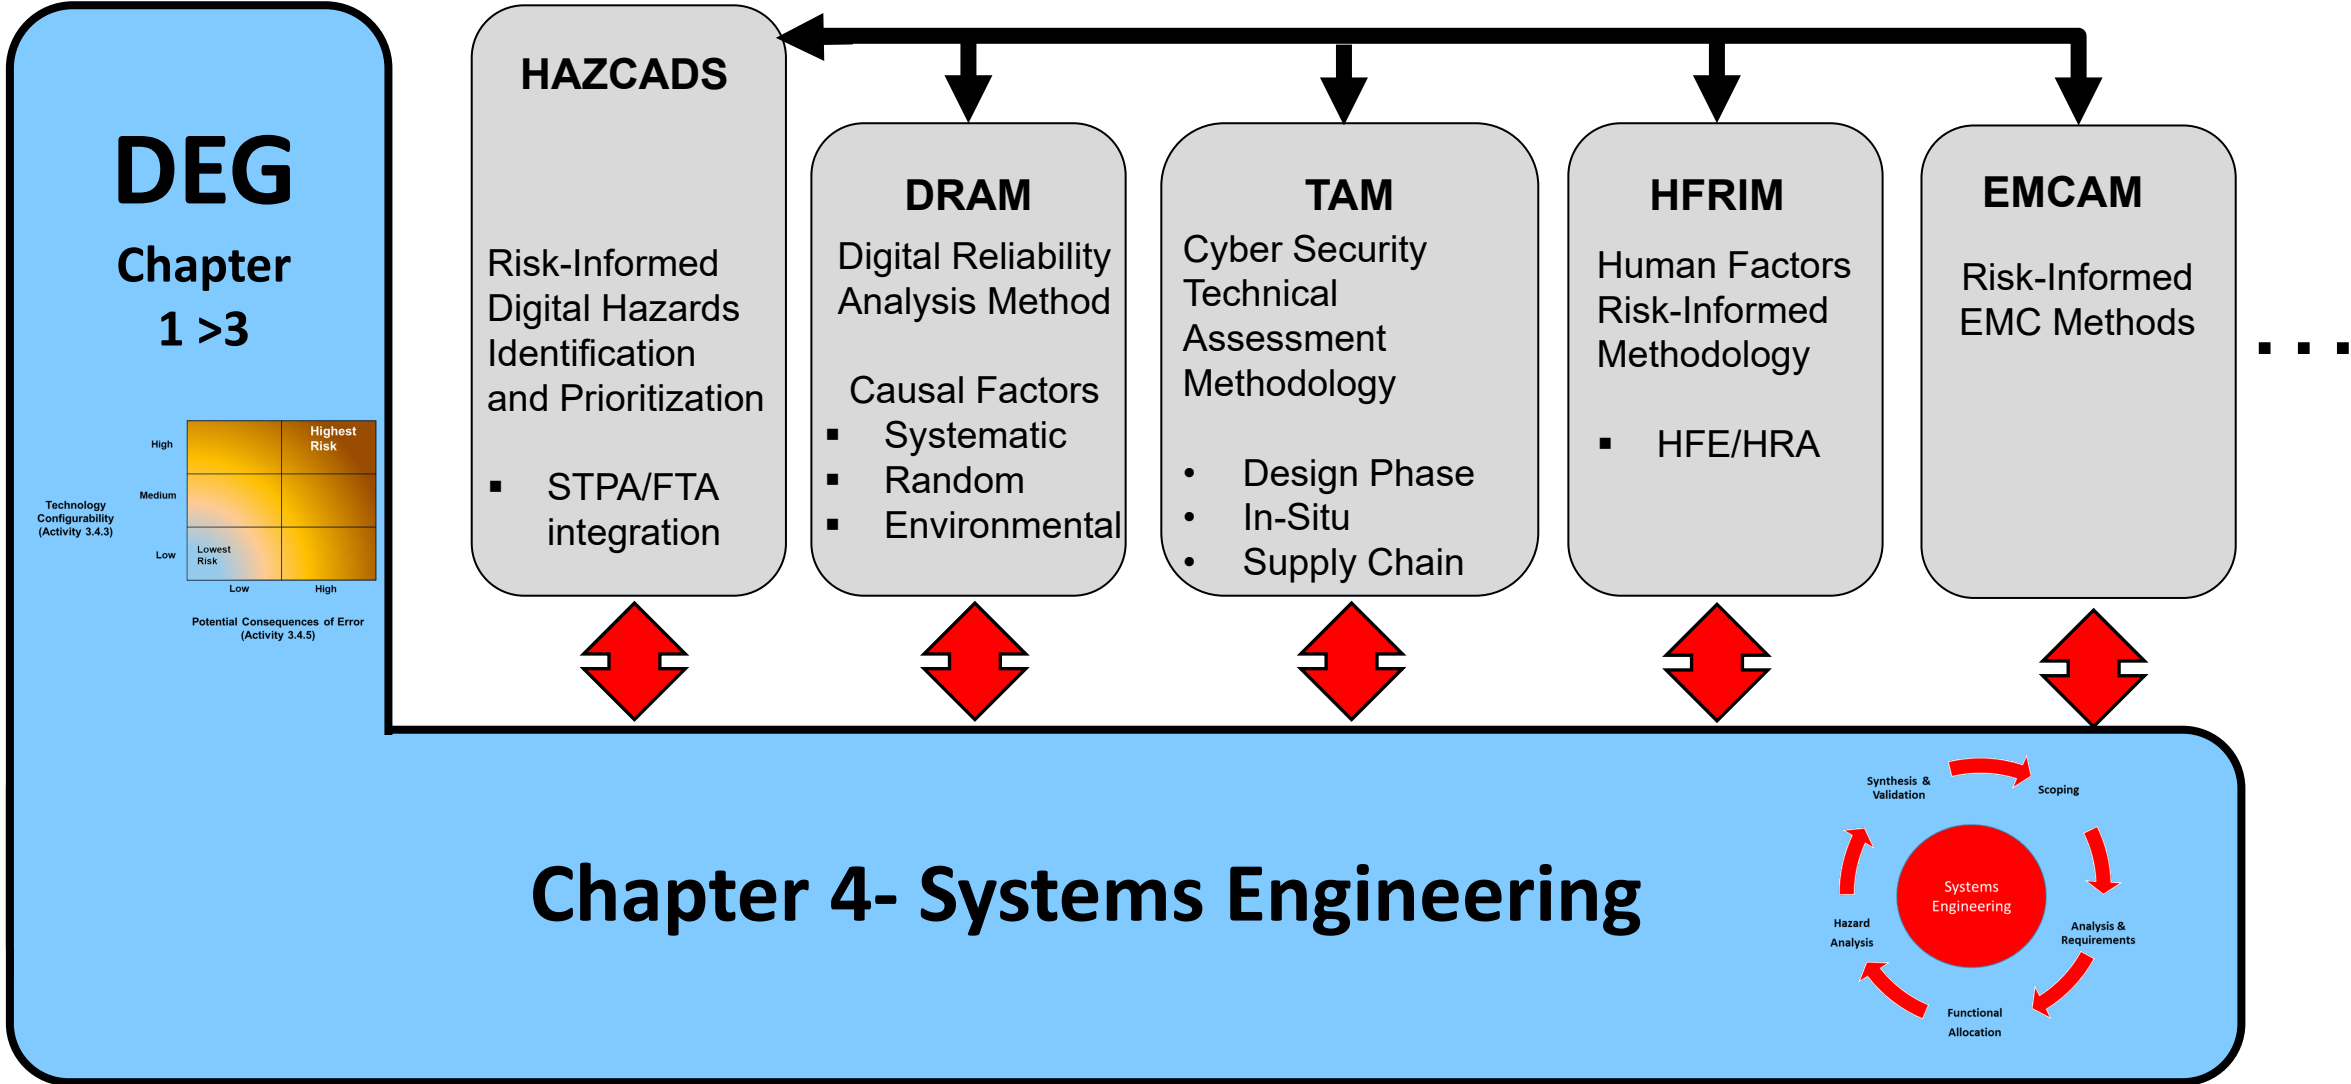 DEG
Chapter
1 >3
High
Highest
Risk
Medium
Technology
Configurability
(Activity 3.4.3)
Low
Lowest
Risk
Low
High
Potential Consequences of Error
(Activity 3.4.5)
HAZCADS
Risk-Informed
Digital Hazards
Identification
and Prioritization
▪ STPA/FTA
integration
DRAM
Digital Reliability
Analysis Method
Causal Factors
▪ Systematic
▪ Random
▪ Environmental
TAM
Cyber Security
Technical
Assessment
Methodology
• Design Phase
• In-Situ
• Supply Chain
HFRIM
Human Factors
Risk-Informed
Methodology
▪ HFE/HRA
EMCAM
Risk-Informed
EMC Methods
...
Chapter 4- Systems Engineering
Synthesis &
Validation
Scoping
Systems
Engineering
Hazard
Analysis
Analysis &
Requirements
Functional
Allocation